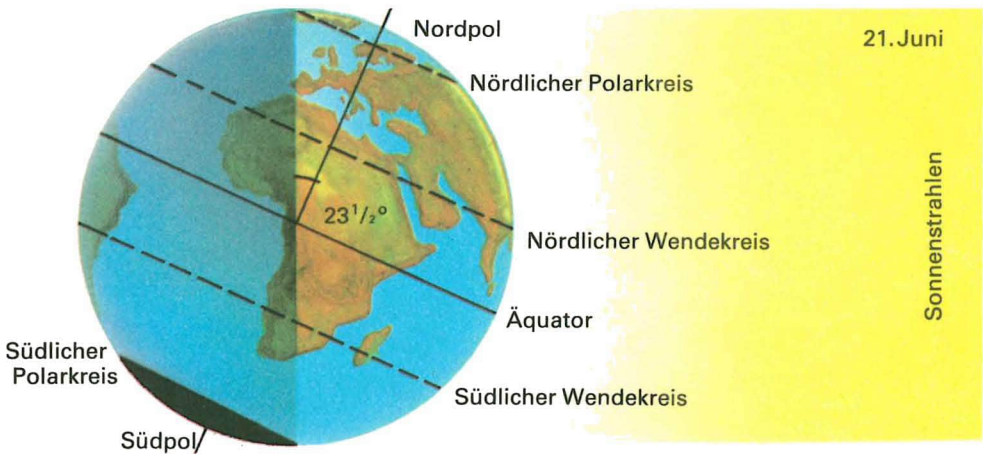 Nordpol
21. Juni
Nördlicher Polarkreis
Sonnenstrahlen
23 1/2°
Nördlicher Wendekreis
Äquator
Südlicher
Polarkreis
Südlicher Wendekreis
Südpol